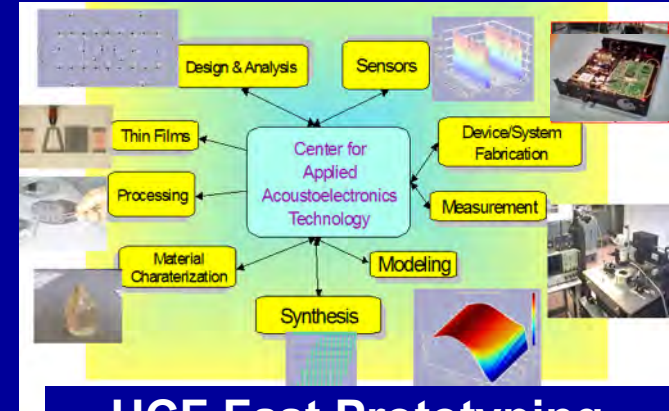 Design & Analysis
Sensors
Thin Films
Center for
Applied
Acoustoelectronics
Technology
Device/System
Fabrication
Processing
Measurement
Material
Charaterization
Modeling
Synthesis
UCF Fast Prototyping